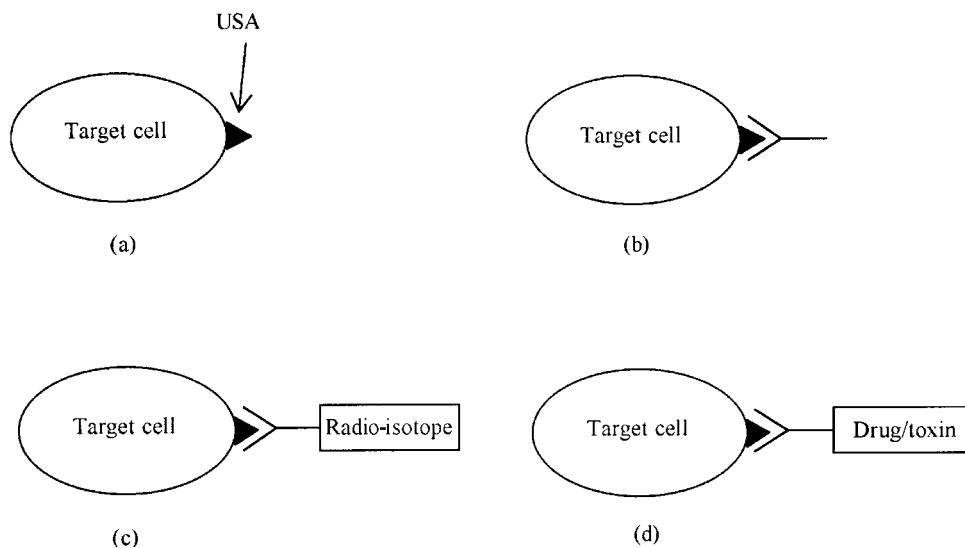 USA
Target cell
Target cell
(a)
(b)
Target cell
Radio-isotope
Target cell
Drug/toxin
(c)
(d)